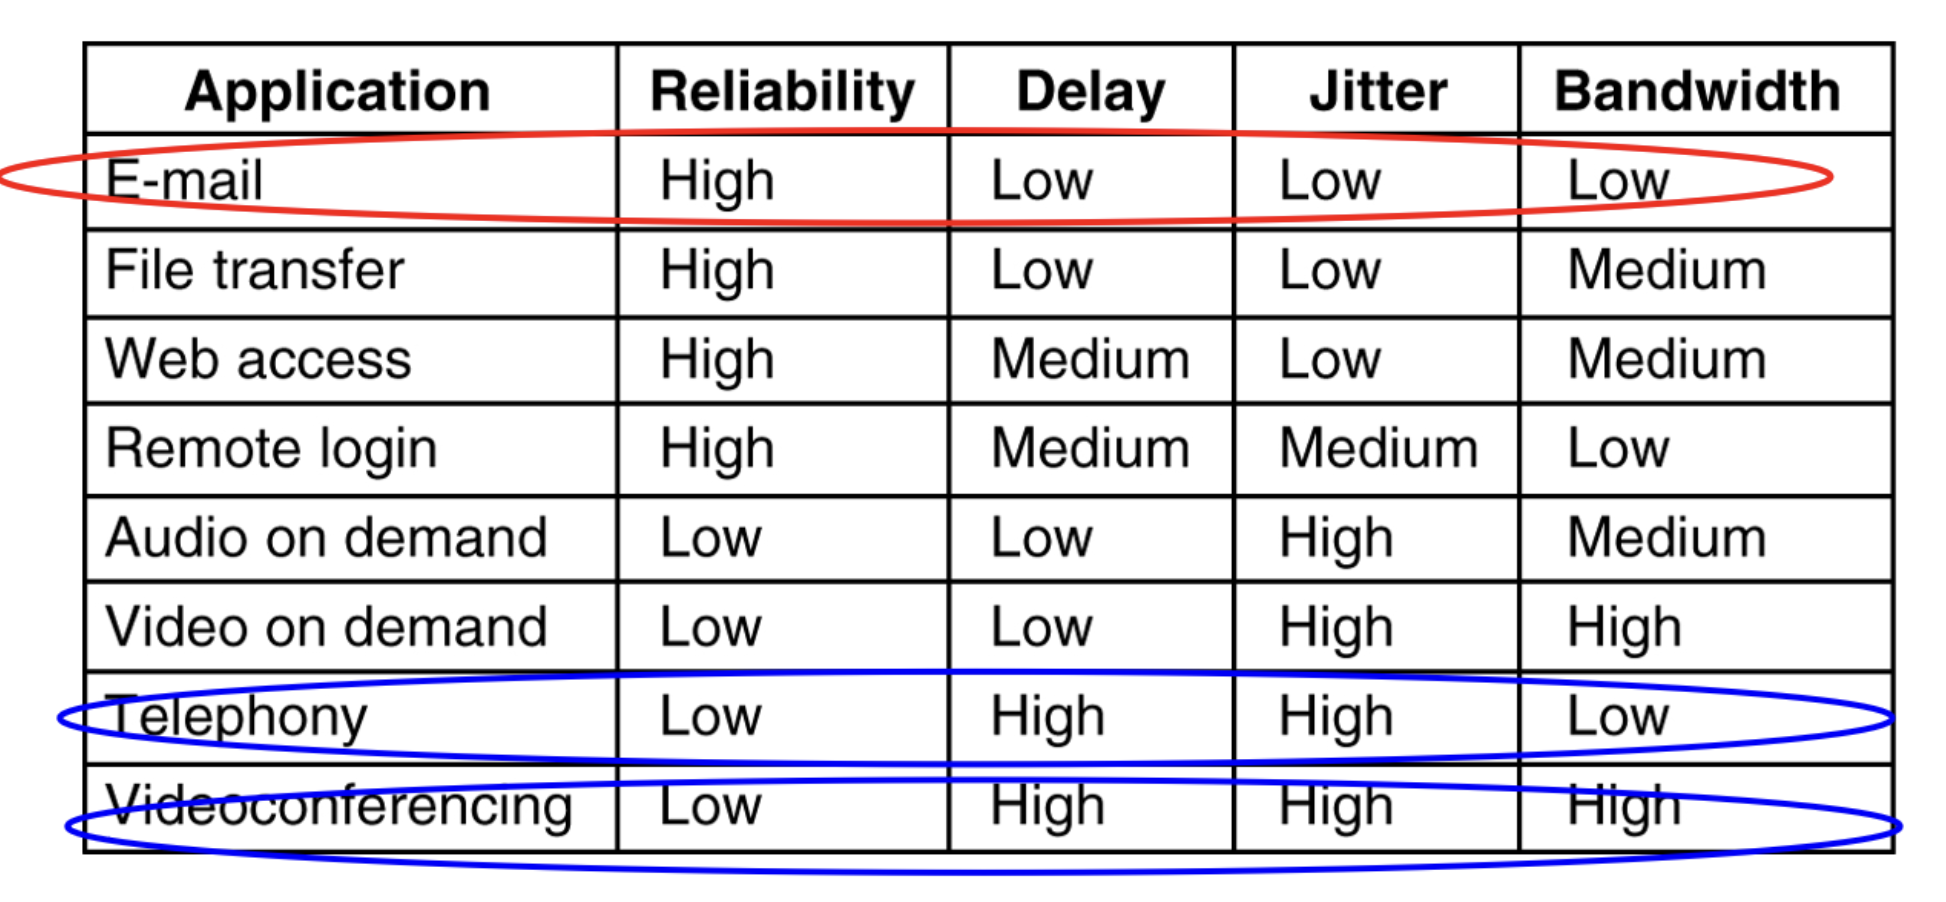 Application Reliability Delay Jitter Bandwidth
E-mail High Low Low Low
File transfer High Low Low Medium
Web access High Medium Low Medium
Remote login High Medium Medium Low
Audio on demand Low Low High Medium
Video on demand Low Low High High
Telephony Low High High Low
Videoconferencing Low High High High